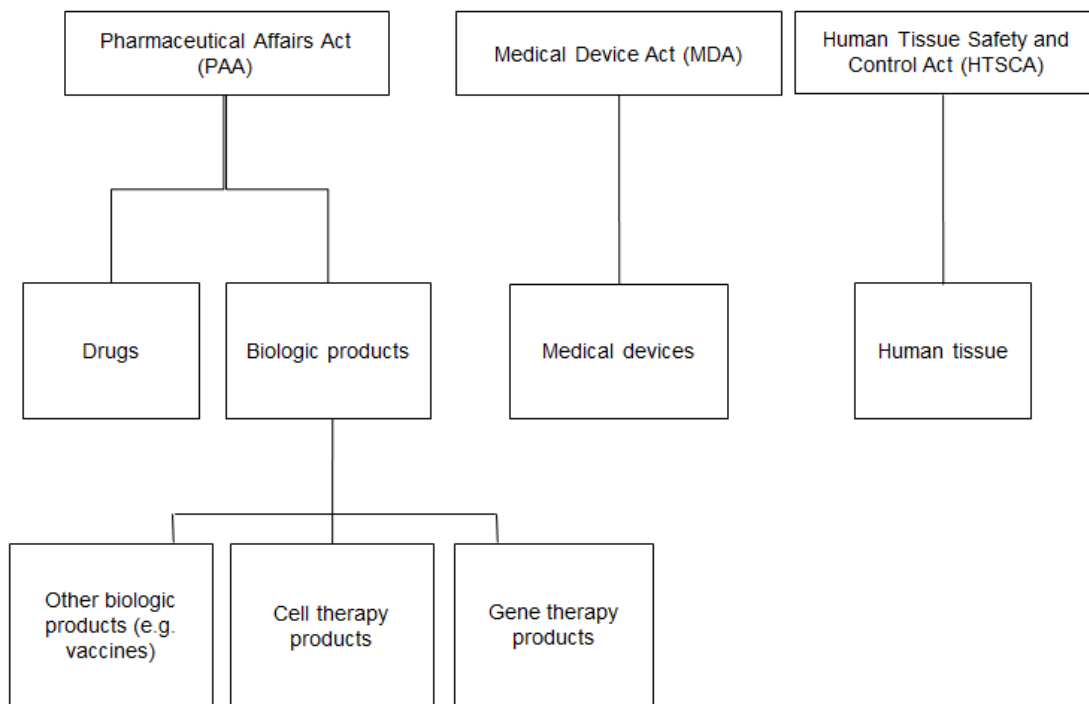 Pharmaceutical Affairs Act
(PAA)
Medical Device Act (MDA)
Human Tissue Safety and
Control Act (HTSCA)
Drugs
Biologic products
Medical devices
Human tissue
Other biologic
products (e.g.
vaccines)
Cell therapy
products
Gene therapy
products